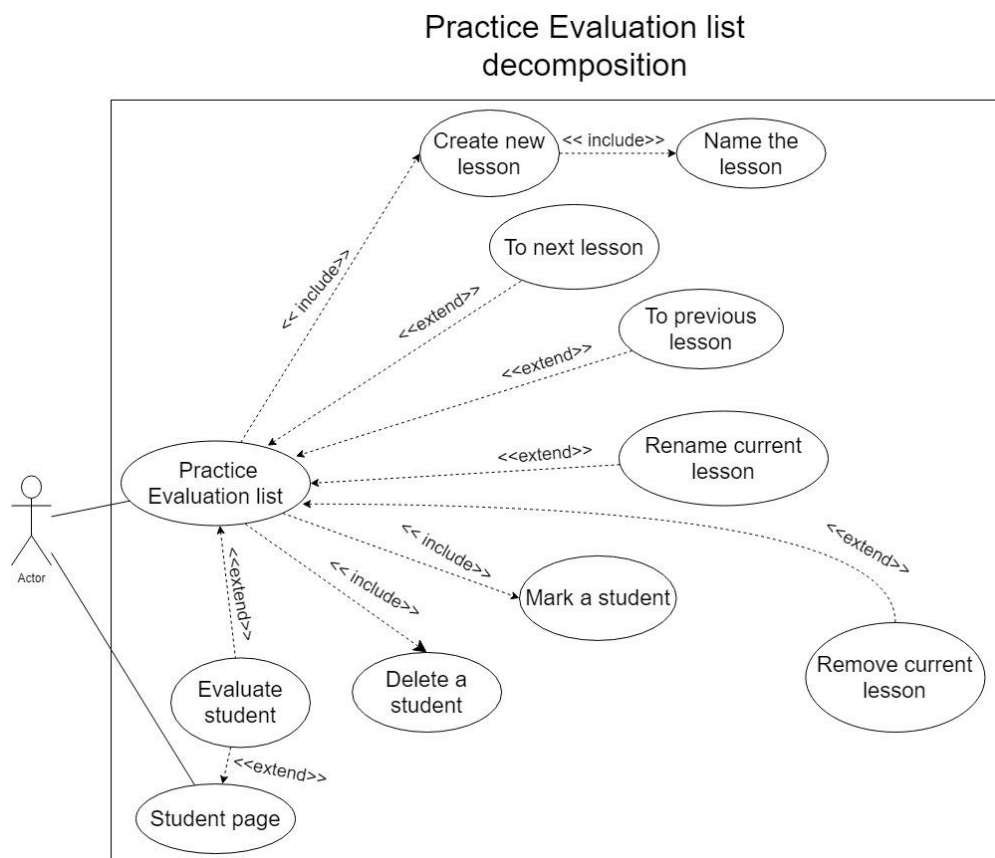 Practice Evaluation list
decomposition
Create new
lesson
<< include>>
Name the
lesson
To next lesson
<< include>>
<<extend>>
To previous
lesson
<<extend>>
Rename current
lesson
<<extend>>
Practice
Evaluation list
Actor
<<extend>>
<< include>>
<< include>>
<<extend>>
Mark a student
Evaluate
student
Delete a
student
Remove current
lesson
<<extend>>
Student page